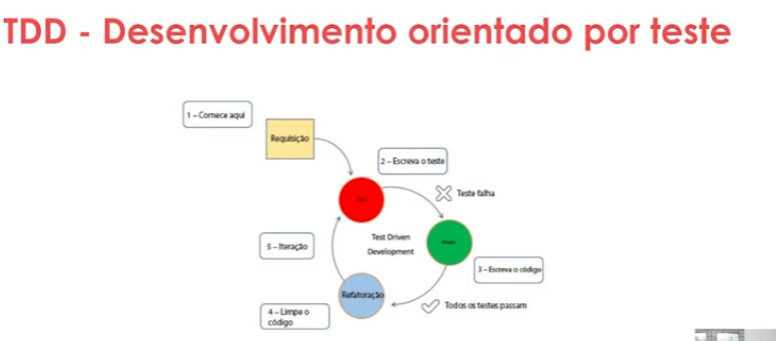 TDD - Desenvolvimento orientado por teste
1 – Comece aqui
Requisição
2 – Escreva o teste
Teste falha
Test Driven
Development
5 – Iteração
3 – Escreva o código
Refatoração
Todos os testes passam
4 – Limpe o
código